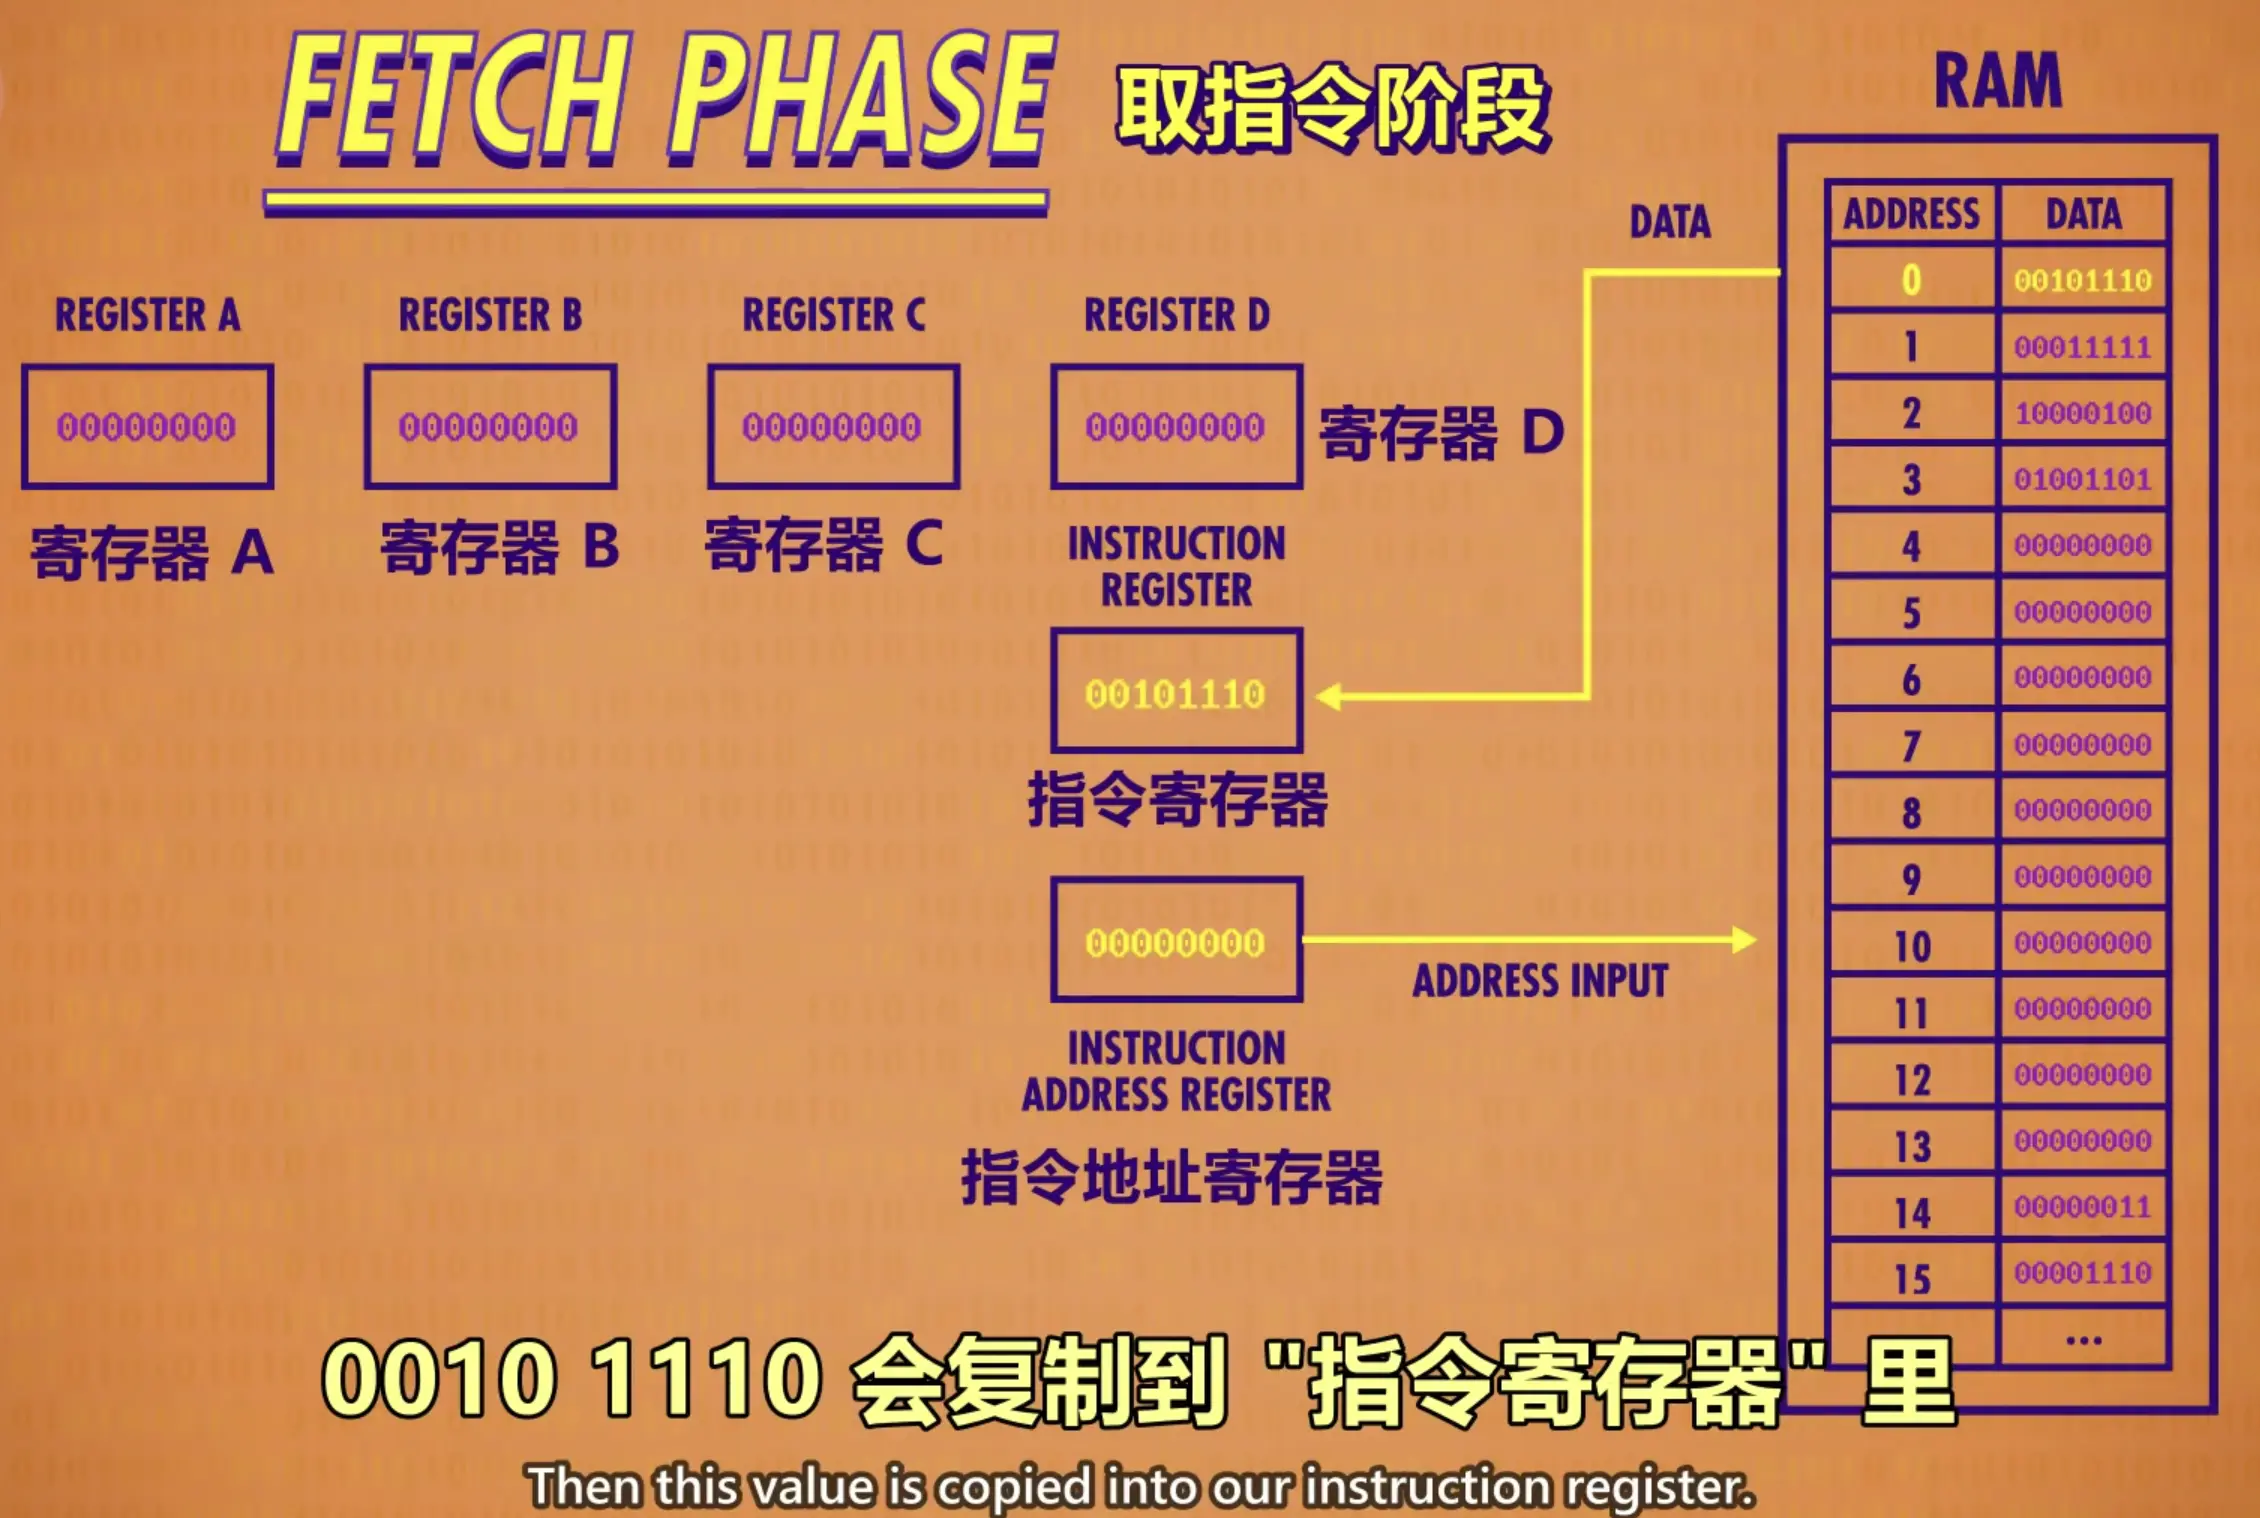 FETCH PHASE 取指令阶段
RAM
DATA
ADDRESS DATA
0 00101110
1 00011111
2 10000100
3 01001101
4 00000000
5 00000000
6 00000000
7 00000000
8 00000000
9 00000000
10 00000000
11 00000000
12 00000000
13 00000000
14 00000011
15 00001110
...
REGISTER A REGISTER B REGISTER C REGISTER D
00000000 00000000 00000000 00000000
寄存器 A 寄存器 B 寄存器 C 寄存器 D
INSTRUCTION
REGISTER
00101110
指令寄存器
00000000
ADDRESS INPUT
INSTRUCTION
ADDRESS REGISTER
指令地址寄存器
0010 1110 会复制到 "指令寄存器" 里
Then this value is copied into our instruction register.